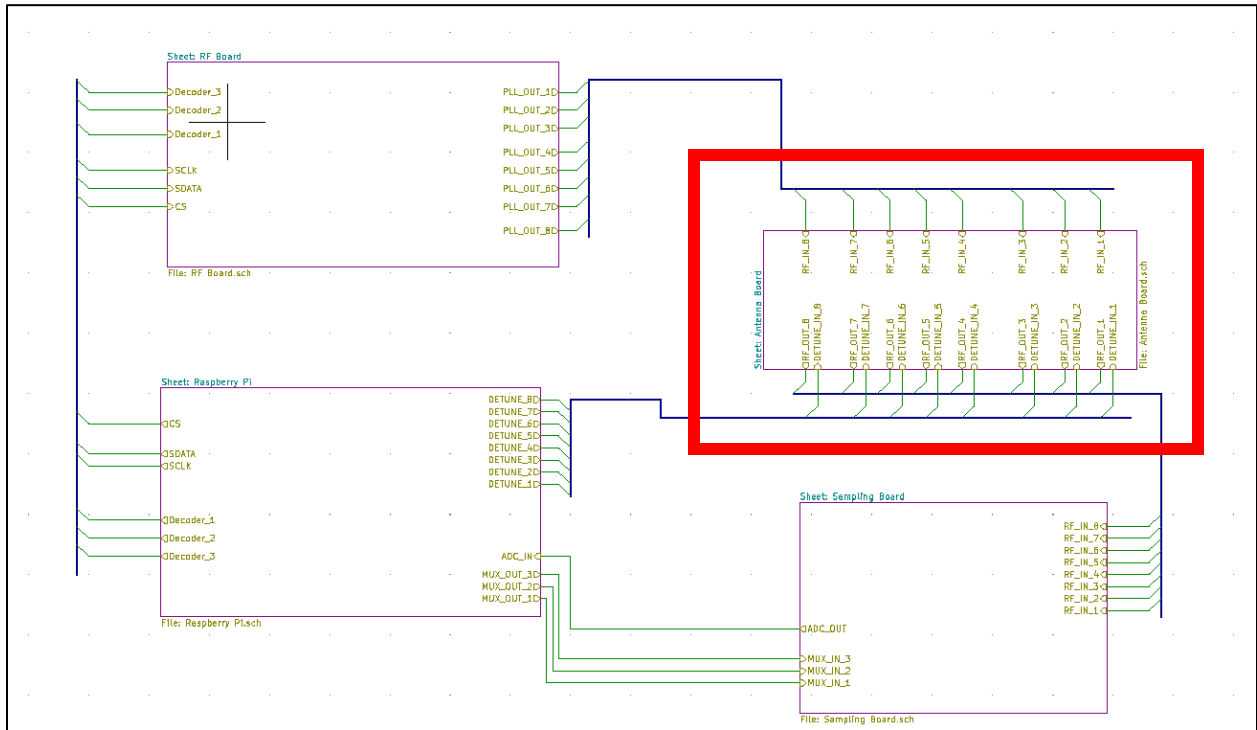 Sheet: RF Board
Decoder_3
Decoder_2
Decoder_1
SCLK
SDATA
CS
PLL_OUT_1
PLL_OUT_2
PLL_OUT_3
PLL_OUT_4
PLL_OUT_5
PLL_OUT_6
PLL_OUT_7
PLL_OUT_8
File: RF Board.sch
Sheet: Antenna Board
RF_IN_8
RF_IN_7
RF_IN_6
RF_IN_5
RF_IN_4
RF_IN_3
RF_IN_2
RF_IN_1
RF_OUT_8
DETUNE_IN_8
RF_OUT_7
DETUNE_IN_7
RF_OUT_6
DETUNE_IN_6
RF_OUT_5
DETUNE_IN_5
RF_OUT_4
DETUNE_IN_4
RF_OUT_3
DETUNE_IN_3
RF_OUT_2
DETUNE_IN_2
RF_OUT_1
DETUNE_IN_1
File: Antenna Board.sch
Sheet: Raspberry Pi
CS
SDATA
SCLK
Decoder_1
Decoder_2
Decoder_3
DETUNE_8
DETUNE_7
DETUNE_6
DETUNE_5
DETUNE_4
DETUNE_3
DETUNE_2
DETUNE_1
ADC_IN
MUX_OUT_3
MUX_OUT_2
MUX_OUT_1
File: Raspberry Pi.sch
Sheet: Sampling Board
RF_IN_8
RF_IN_7
RF_IN_6
RF_IN_5
RF_IN_4
RF_IN_3
RF_IN_2
RF_IN_1
ADC_OUT
MUX_IN_3
MUX_IN_2
MUX_IN_1
File: Sampling Board.sch